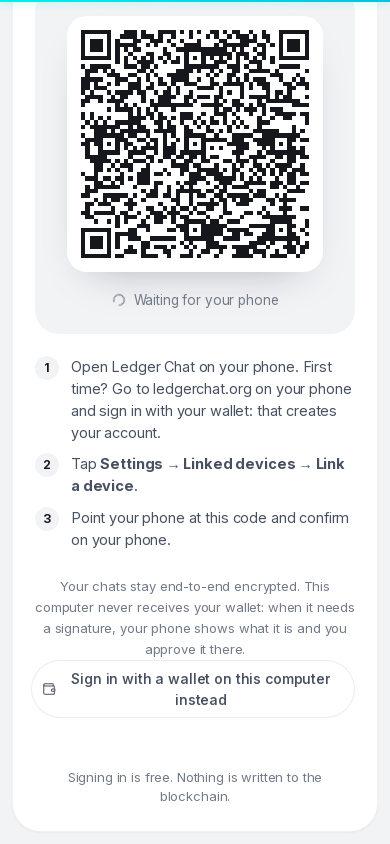 Waiting for your phone
1 Open Ledger Chat on your phone. First
time? Go to ledgerchat.org on your phone
and sign in with your wallet: that creates
your account.
2 Tap Settings → Linked devices → Link
a device.
3 Point your phone at this code and confirm
on your phone.
Your chats stay end-to-end encrypted. This
computer never receives your wallet: when it needs
a signature, your phone shows what it is and you
approve it there.
Sign in with a wallet on this computer
instead
Signing in is free. Nothing is written to the
blockchain.